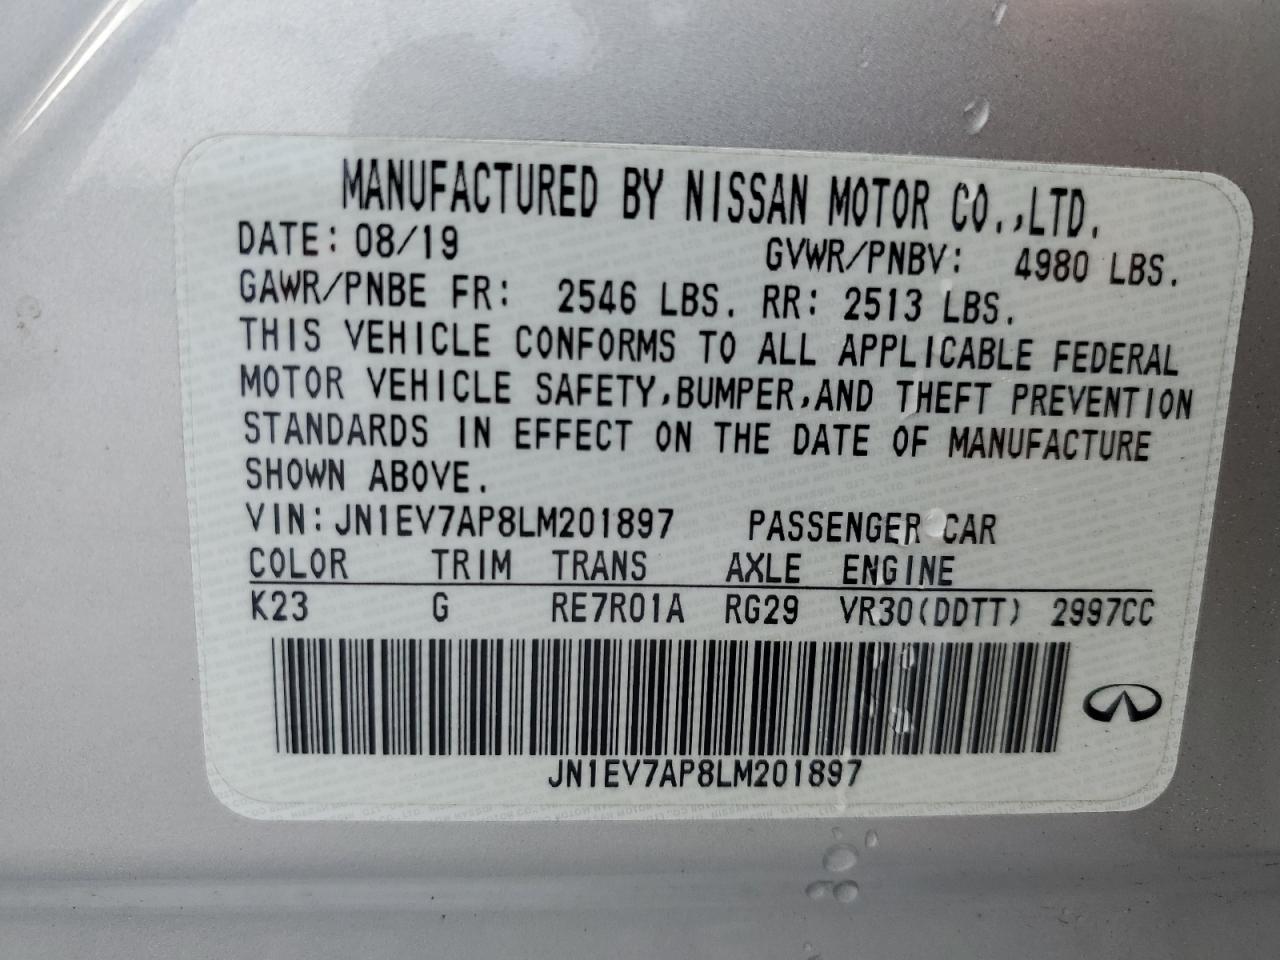 MANUFACTURED BY NISSAN MOTOR CO.,LTD.
DATE: 08/19 GVWR/PNBV: 4980 LBS.
GAWR/PNBE FR: 2546 LBS. RR: 2513 LBS.
THIS VEHICLE CONFORMS TO ALL APPLICABLE FEDERAL
MOTOR VEHICLE SAFETY,BUMPER,AND THEFT PREVENTION
STANDARDS IN EFFECT ON THE DATE OF MANUFACTURE
SHOWN ABOVE.
VIN: JN1EV7AP8LM201897 PASSENGER CAR
COLOR TRIM TRANS AXLE ENGINE
K23 G RE7R01A RG29 VR30(DDTT) 2997CC
JN1EV7AP8LM201897